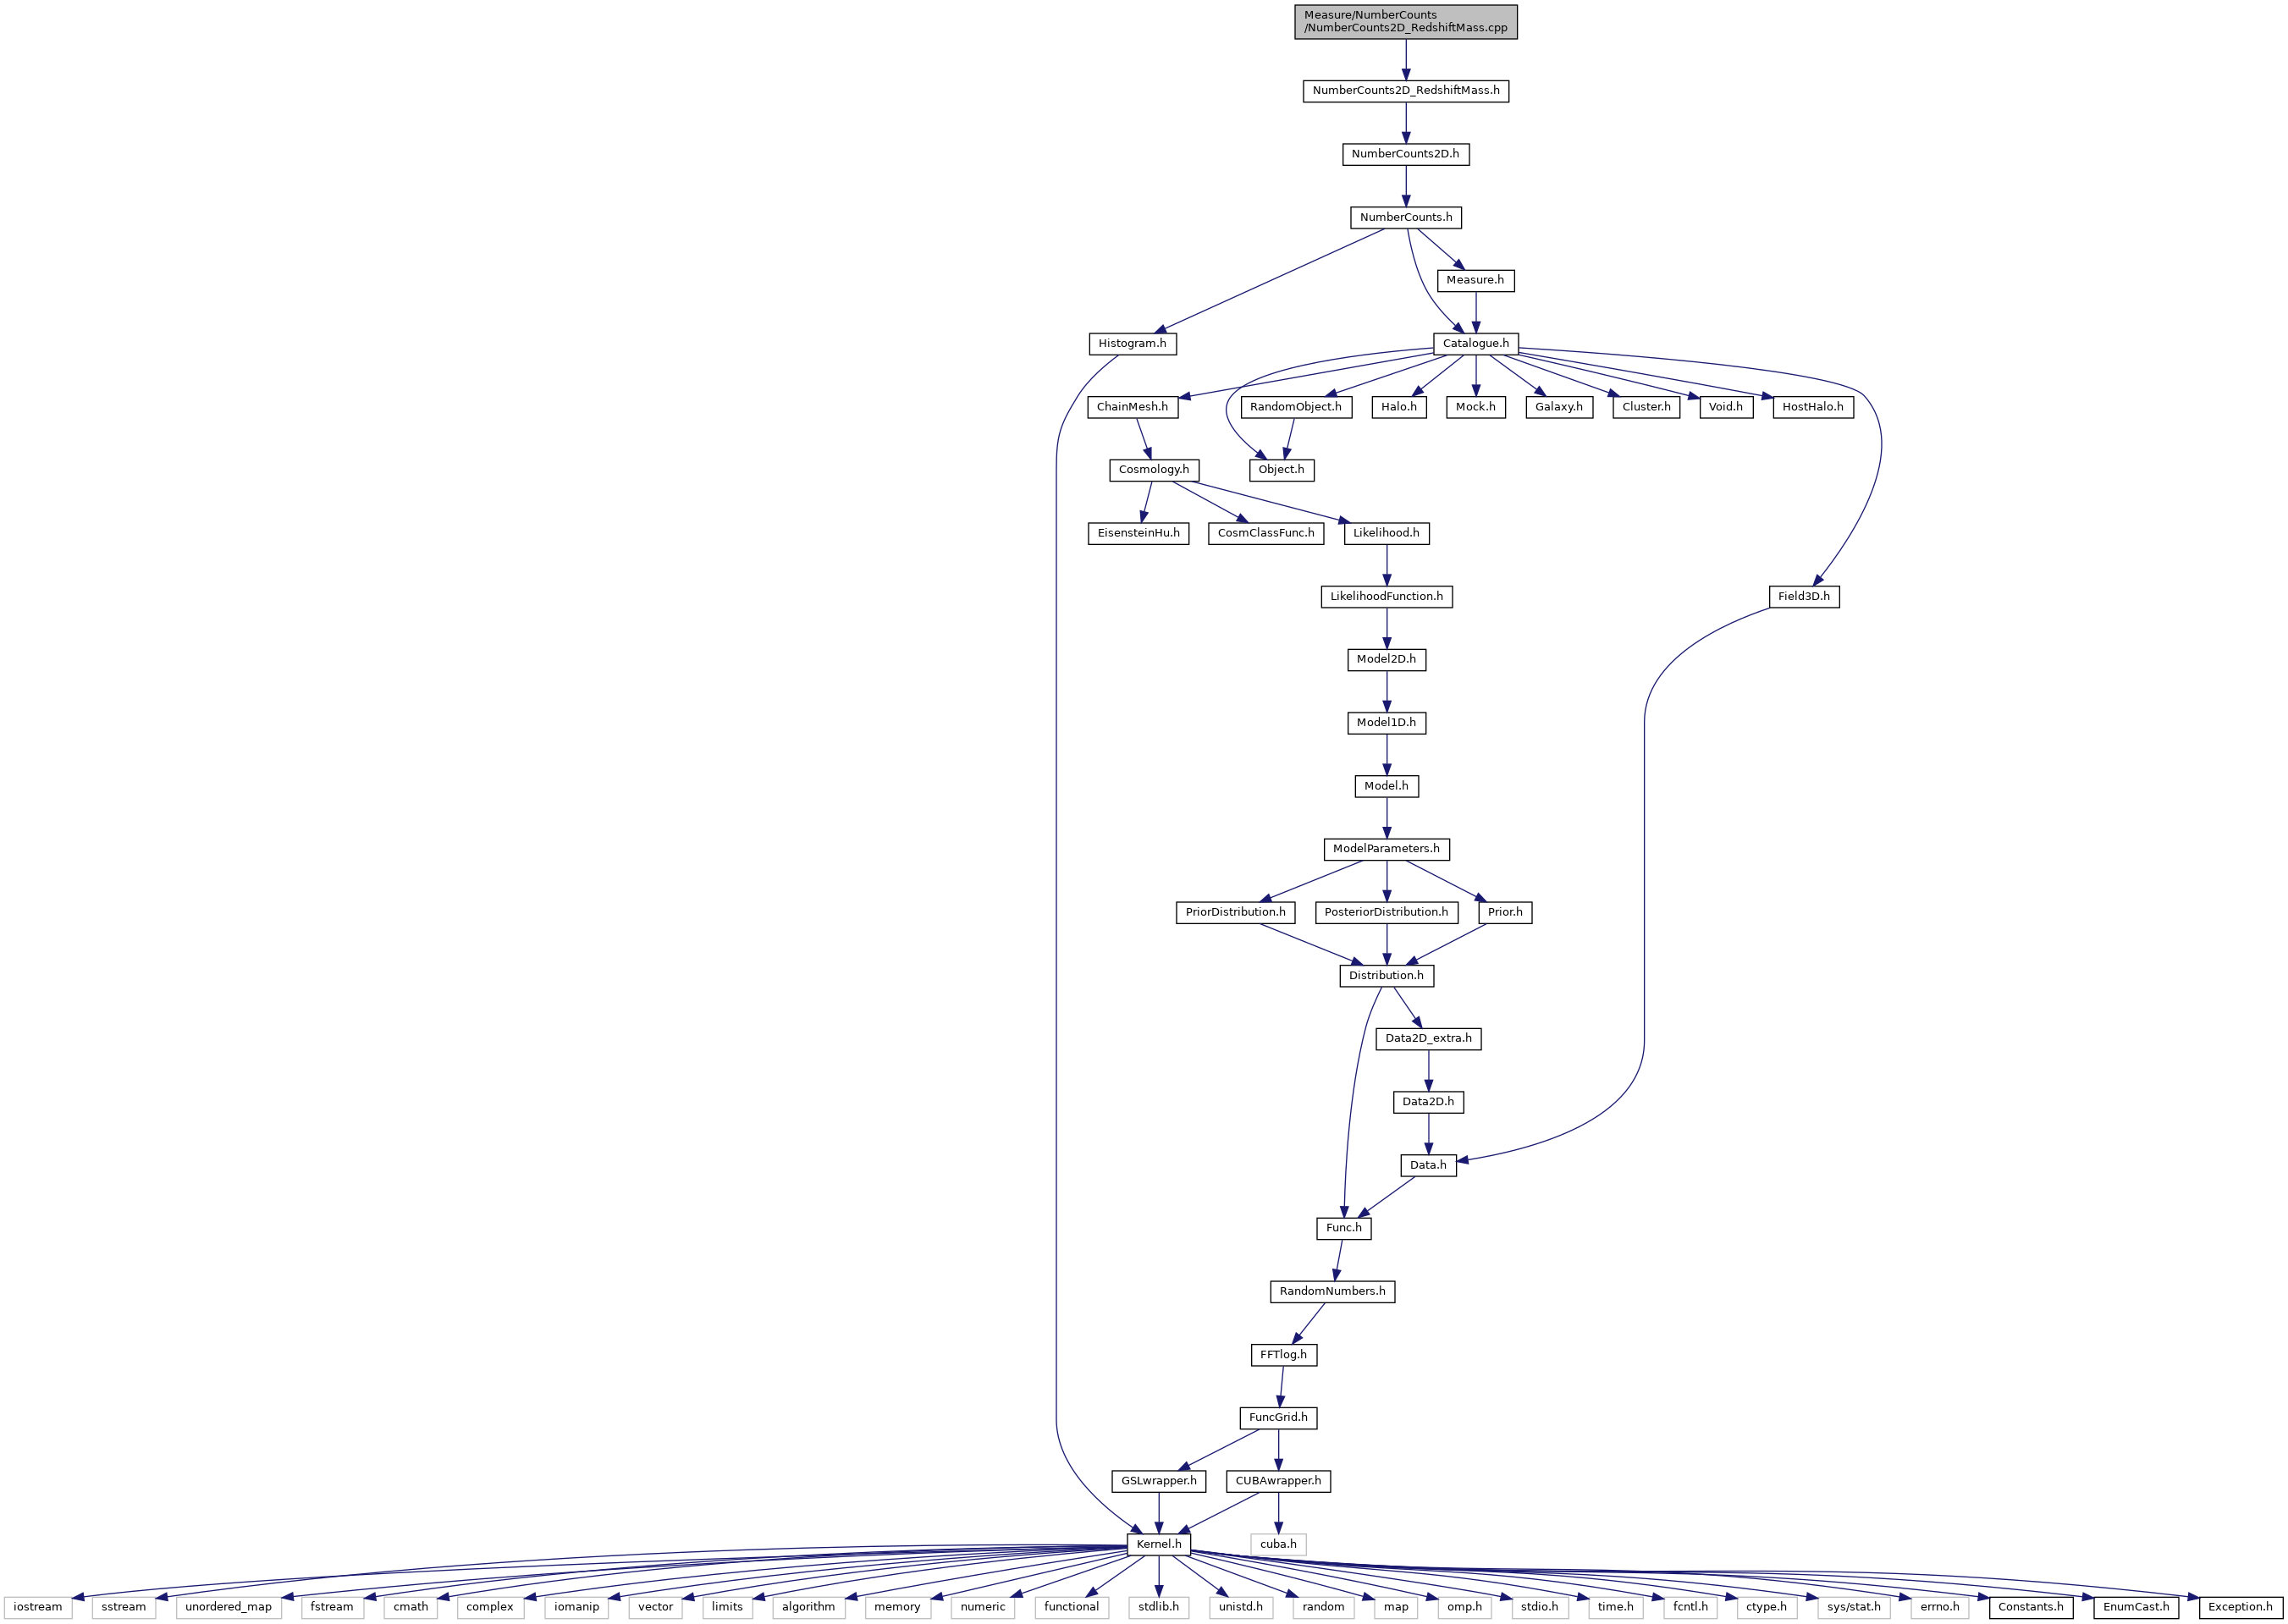 Measure/NumberCounts
/NumberCounts2D_RedshiftMass.cpp
NumberCounts2D_RedshiftMass.h
NumberCounts2D.h
NumberCounts.h
Measure.h
Histogram.h
Catalogue.h
ChainMesh.h
RandomObject.h
Halo.h
Mock.h
Galaxy.h
Cluster.h
Void.h
HostHalo.h
Cosmology.h
Object.h
EisensteinHu.h
CosmClassFunc.h
Likelihood.h
LikelihoodFunction.h
Field3D.h
Model2D.h
Model1D.h
Model.h
ModelParameters.h
PriorDistribution.h
PosteriorDistribution.h
Prior.h
Distribution.h
Data2D_extra.h
Data2D.h
Data.h
Func.h
RandomNumbers.h
FFTlog.h
FuncGrid.h
GSLwrapper.h
CUBAwrapper.h
Kernel.h
cuba.h
iostream
sstream
unordered_map
fstream
cmath
complex
iomanip
vector
limits
algorithm
memory
numeric
functional
stdlib.h
unistd.h
random
map
omp.h
stdio.h
time.h
fcntl.h
ctype.h
sys/stat.h
errno.h
Constants.h
EnumCast.h
Exception.h